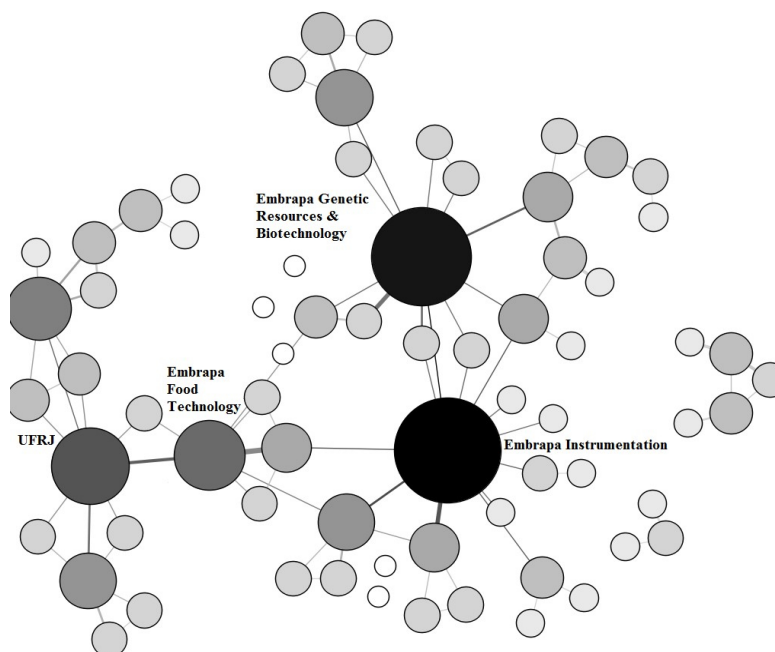 Embrapa Genetic
Resources &
Biotechnology
Embrapa
Food
Technology
UFRJ
Embrapa Instrumentation